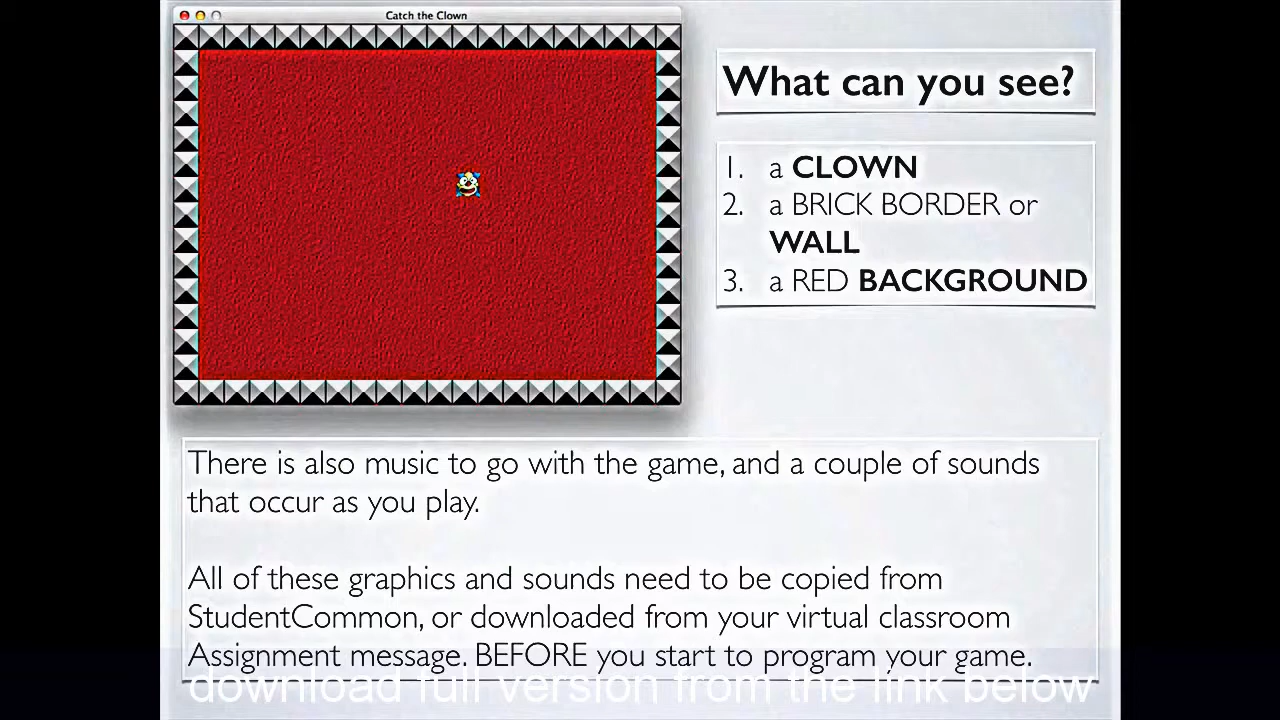 Catch the Clown
What can you see?
1. a CLOWN
2. a BRICK BORDER or
WALL
3. a RED BACKGROUND
There is also music to go with the game, and a couple of sounds
that occur as you play.
All of these graphics and sounds need to be copied from
StudentCommon, or downloaded from your virtual classroom
Assignment message. BEFORE you start to program your game.
download full version from the link below